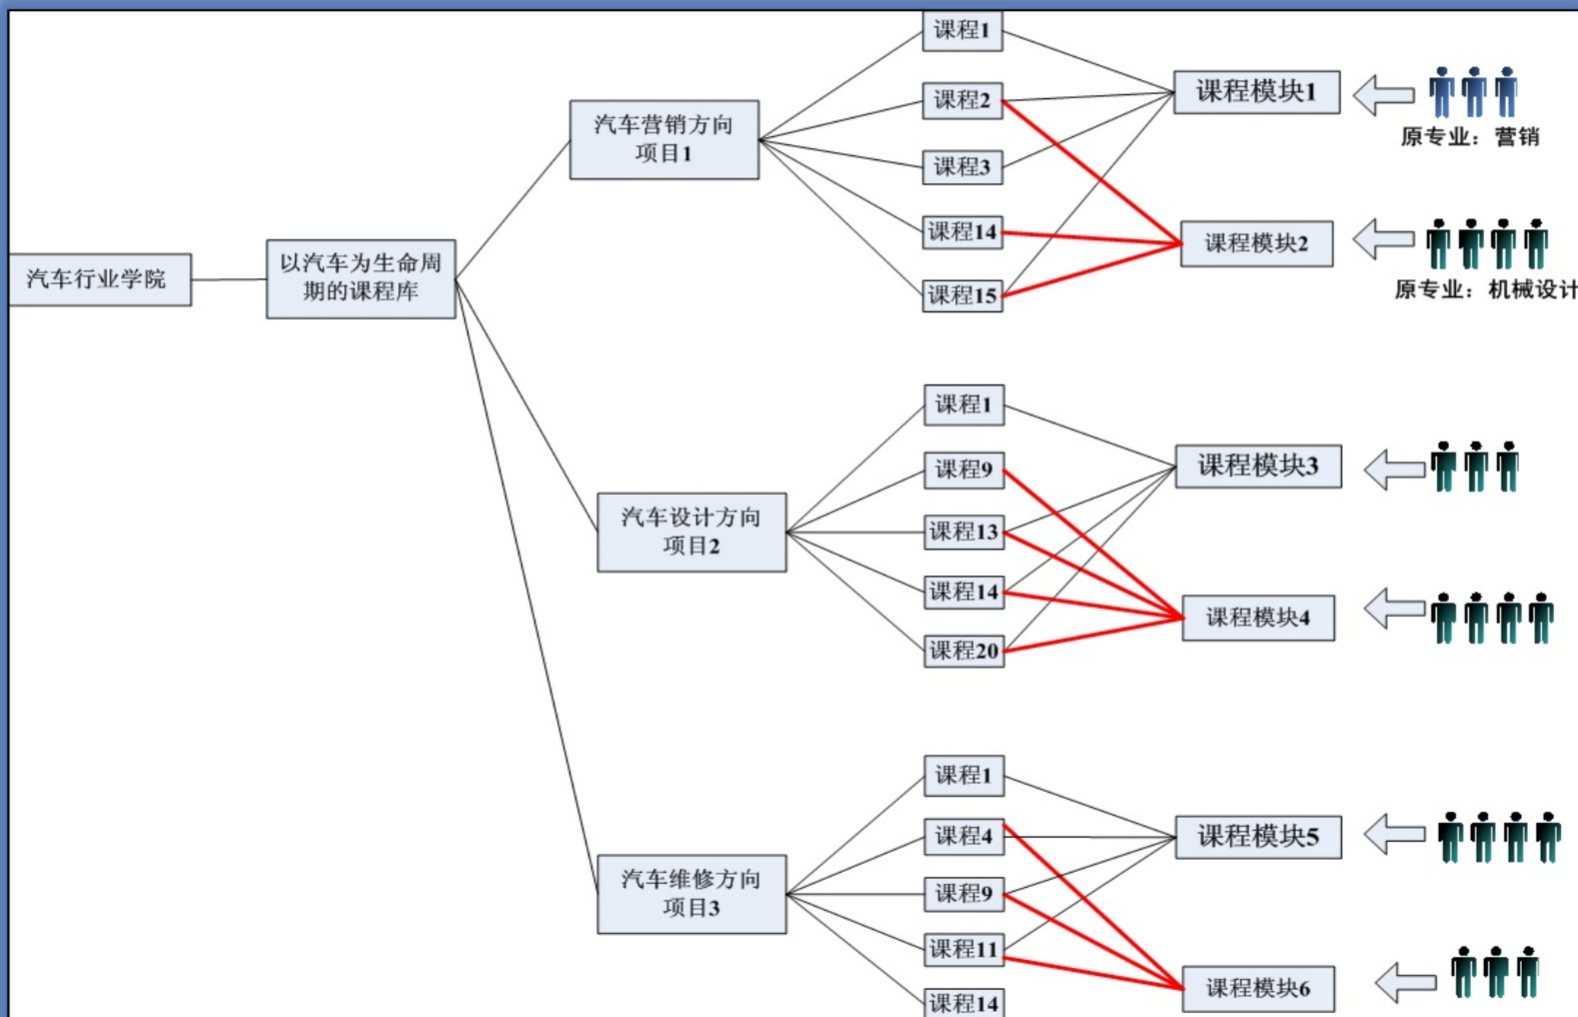 汽车行业学院
以汽车为生命周
期的课程库
汽车营销方向
项目1
课程1
课程2
课程3
课程14
课程15
课程模块1
原专业：营销
课程模块2
原专业：机械设计
汽车设计方向
项目2
课程1
课程9
课程13
课程14
课程20
课程模块3
课程模块4
汽车维修方向
项目3
课程1
课程4
课程9
课程11
课程14
课程模块5
课程模块6